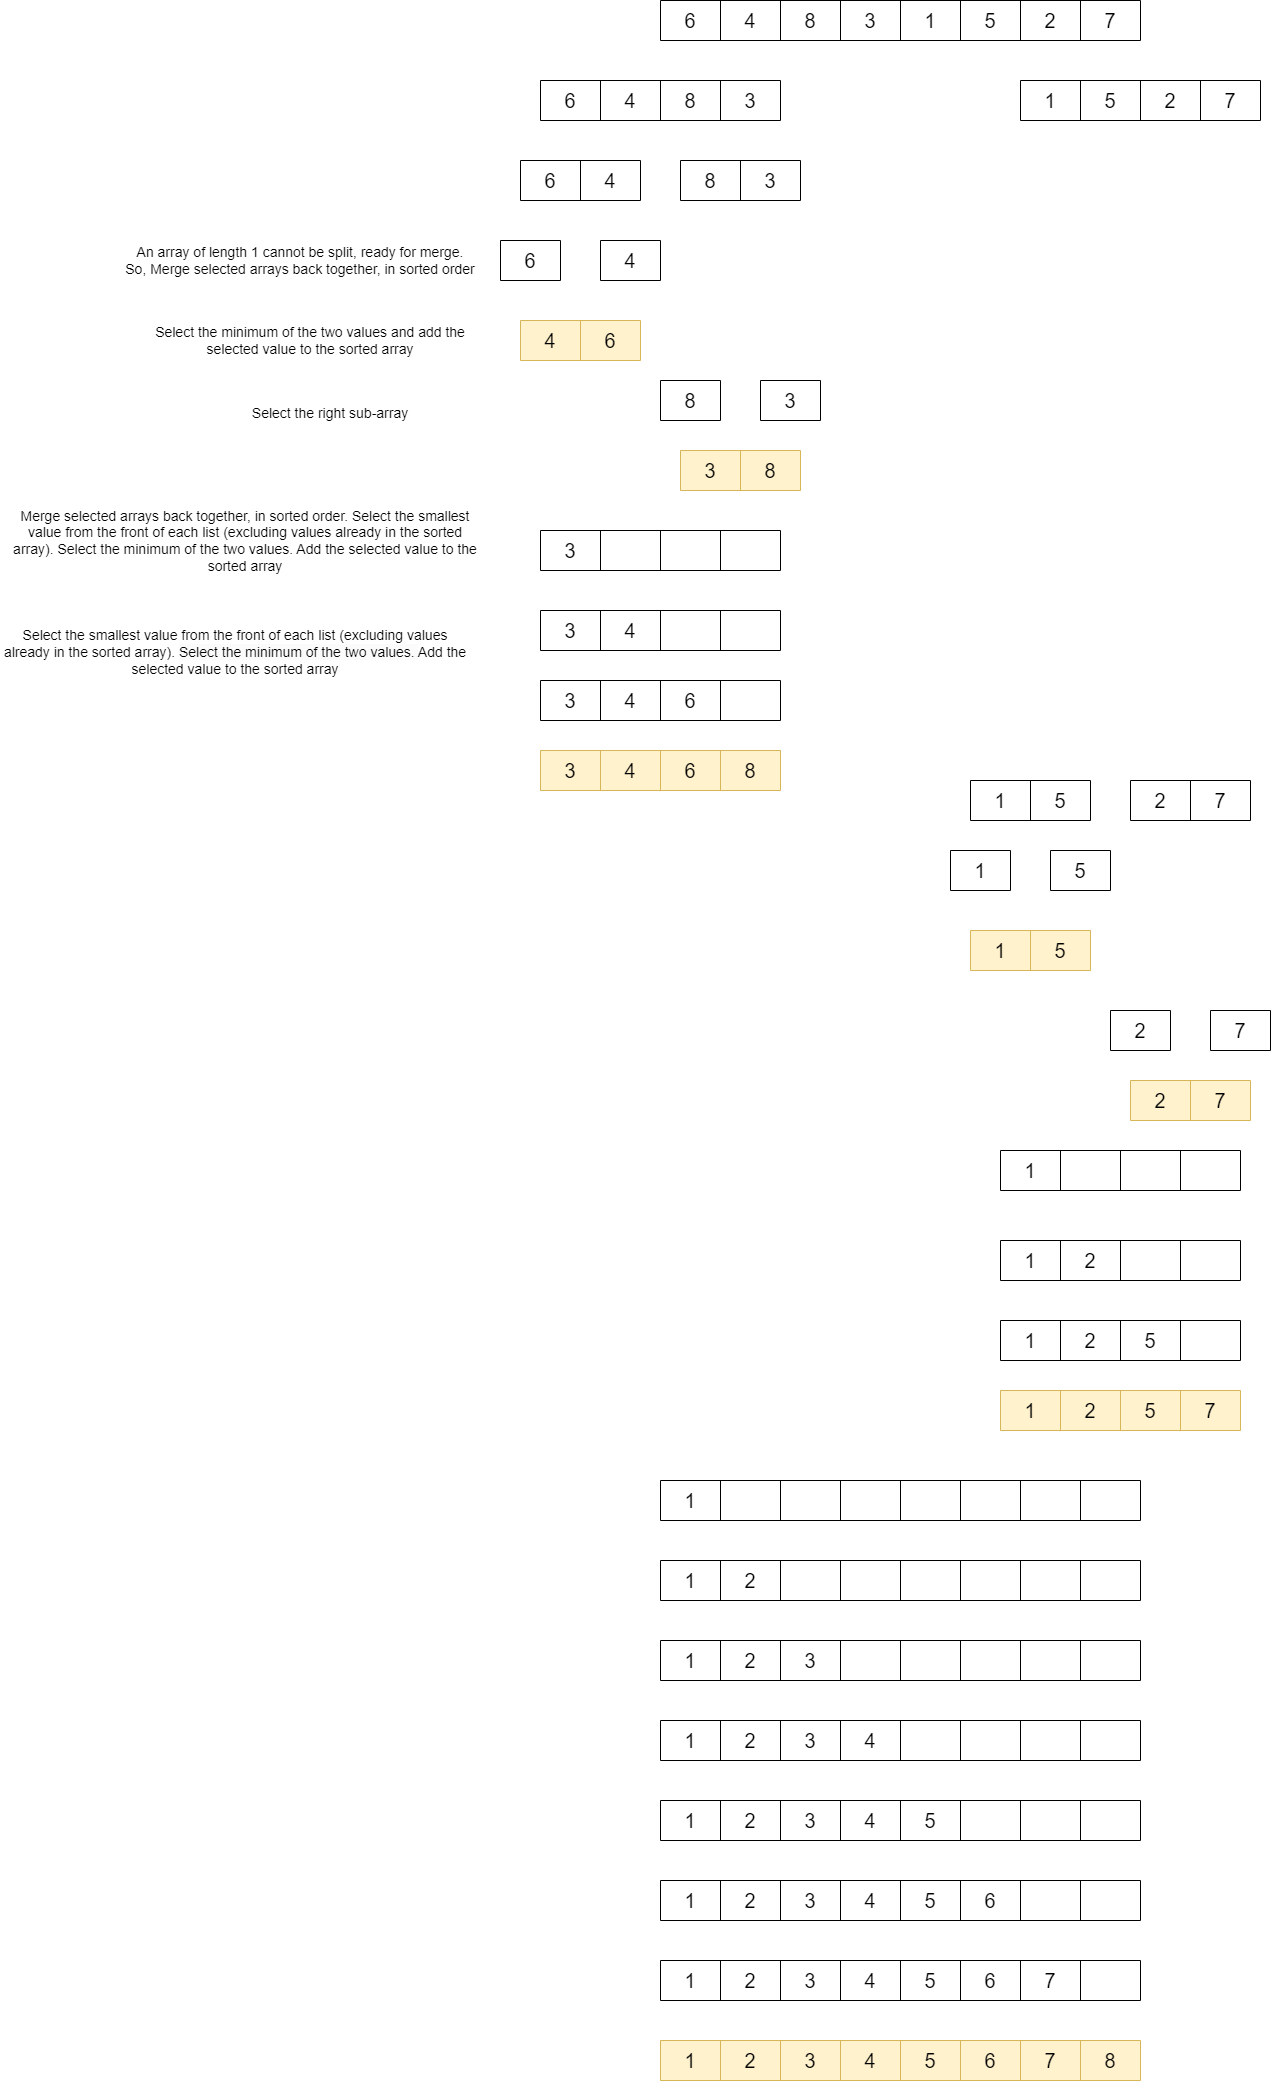 6 4 8 3 1 5 2 7
6 4 8 3 1 5 2 7
6 4 8 3
An array of length 1 cannot be split, ready for merge.
So, Merge selected arrays back together, in sorted order
6 4
Select the minimum of the two values and add the
selected value to the sorted array
4 6
8 3
Select the right sub-array
3 8
Merge selected arrays back together, in sorted order. Select the smallest
value from the front of each list (excluding values already in the sorted
array). Select the minimum of the two values. Add the selected value to the
sorted array
3
Select the smallest value from the front of each list (excluding values
already in the sorted array). Select the minimum of the two values. Add the
selected value to the sorted array
3 4
3 4 6
3 4 6 8
1 5 2 7
1 5
1 5
2 7
2 7
1
1 2
1 2 5
1 2 5 7
1
1 2
1 2 3
1 2 3 4
1 2 3 4 5
1 2 3 4 5 6
1 2 3 4 5 6 7
1 2 3 4 5 6 7 8